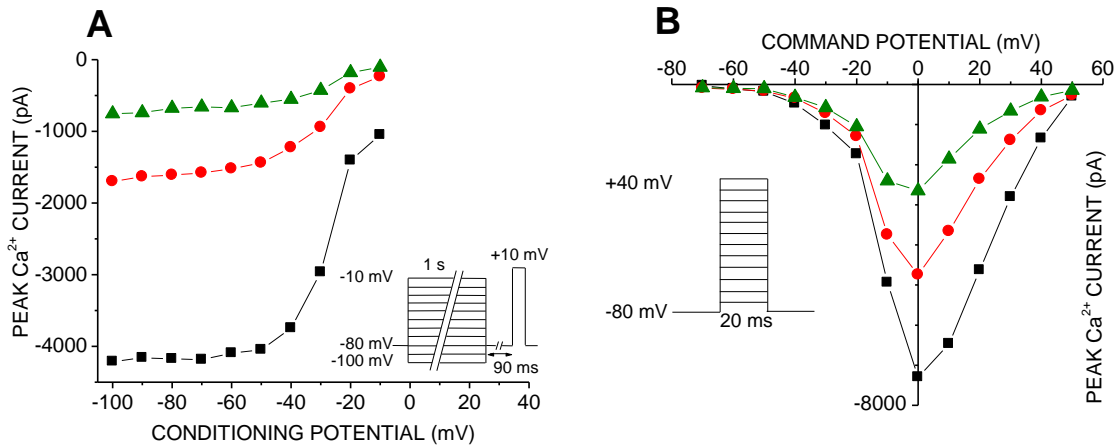 A
0
-1000
-2000
-3000
-4000
PEAK Ca²⁺ CURRENT (pA)
-100 -80 -60 -40 -20 0 20 40
CONDITIONING POTENTIAL (mV)
1 s
+10 mV
-10 mV
-80 mV
-100 mV
90 ms
B
COMMAND POTENTIAL (mV)
-80 -60 -40 -20 0 20 40 60
-8000
PEAK Ca²⁺ CURRENT (pA)
+40 mV
-80 mV
20 ms